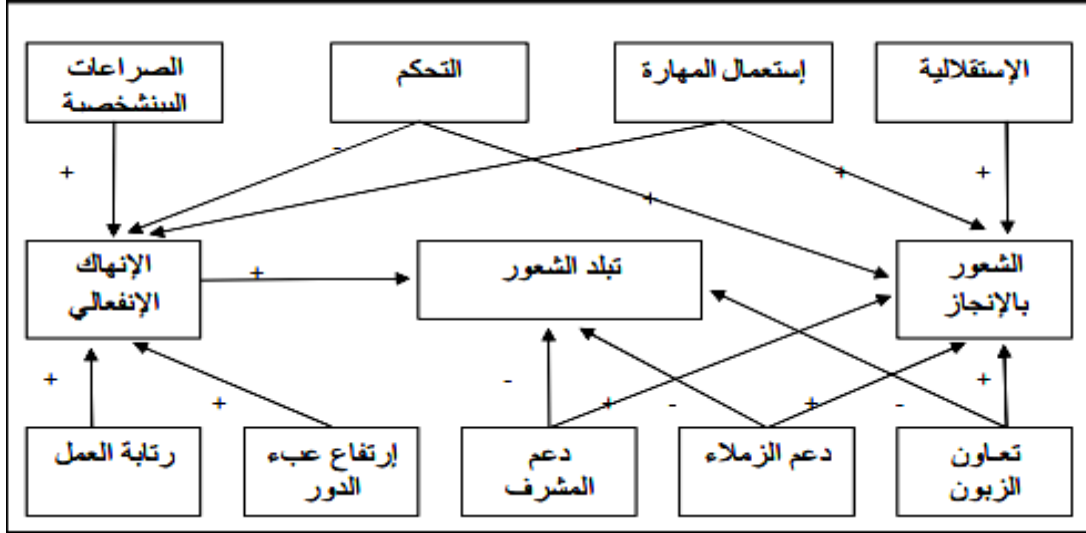 الصراعات
البينشخصية
التحكم
إستعمال المهارة
الإستقلالية
+
-
-
+
+
+
الإنهاك
الإنفعالي
+
تبلد الشعور
الشعور
بالإنجاز
+
+
-
+
-
+
-
+
رتابة العمل
إرتفاع عبء
الدور
دعم
المشرف
دعم الزملاء
تعاون
الزبون